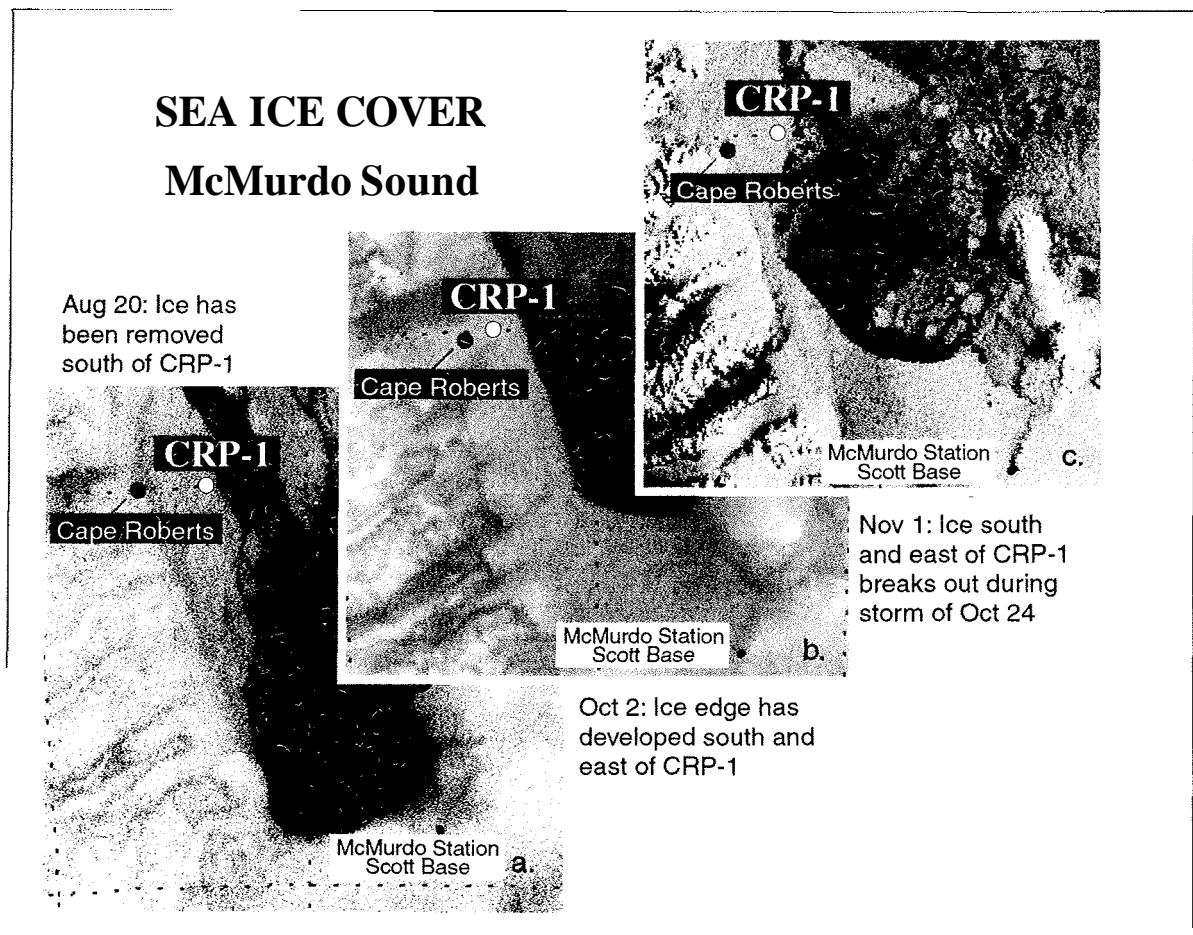 SEA ICE COVER
McMurdo Sound
Aug 20: Ice has
been removed
south of CRP-1
CRP-1
Cape Roberts
McMurdo Station
Scott Base
a.
CRP-1
Cape Roberts
McMurdo Station
Scott Base
b.
Oct 2: Ice edge has
developed south and
east of CRP-1
CRP-1
Cape Roberts
McMurdo Station
Scott Base
c.
Nov 1: Ice south
and east of CRP-1
breaks out during
storm of Oct 24